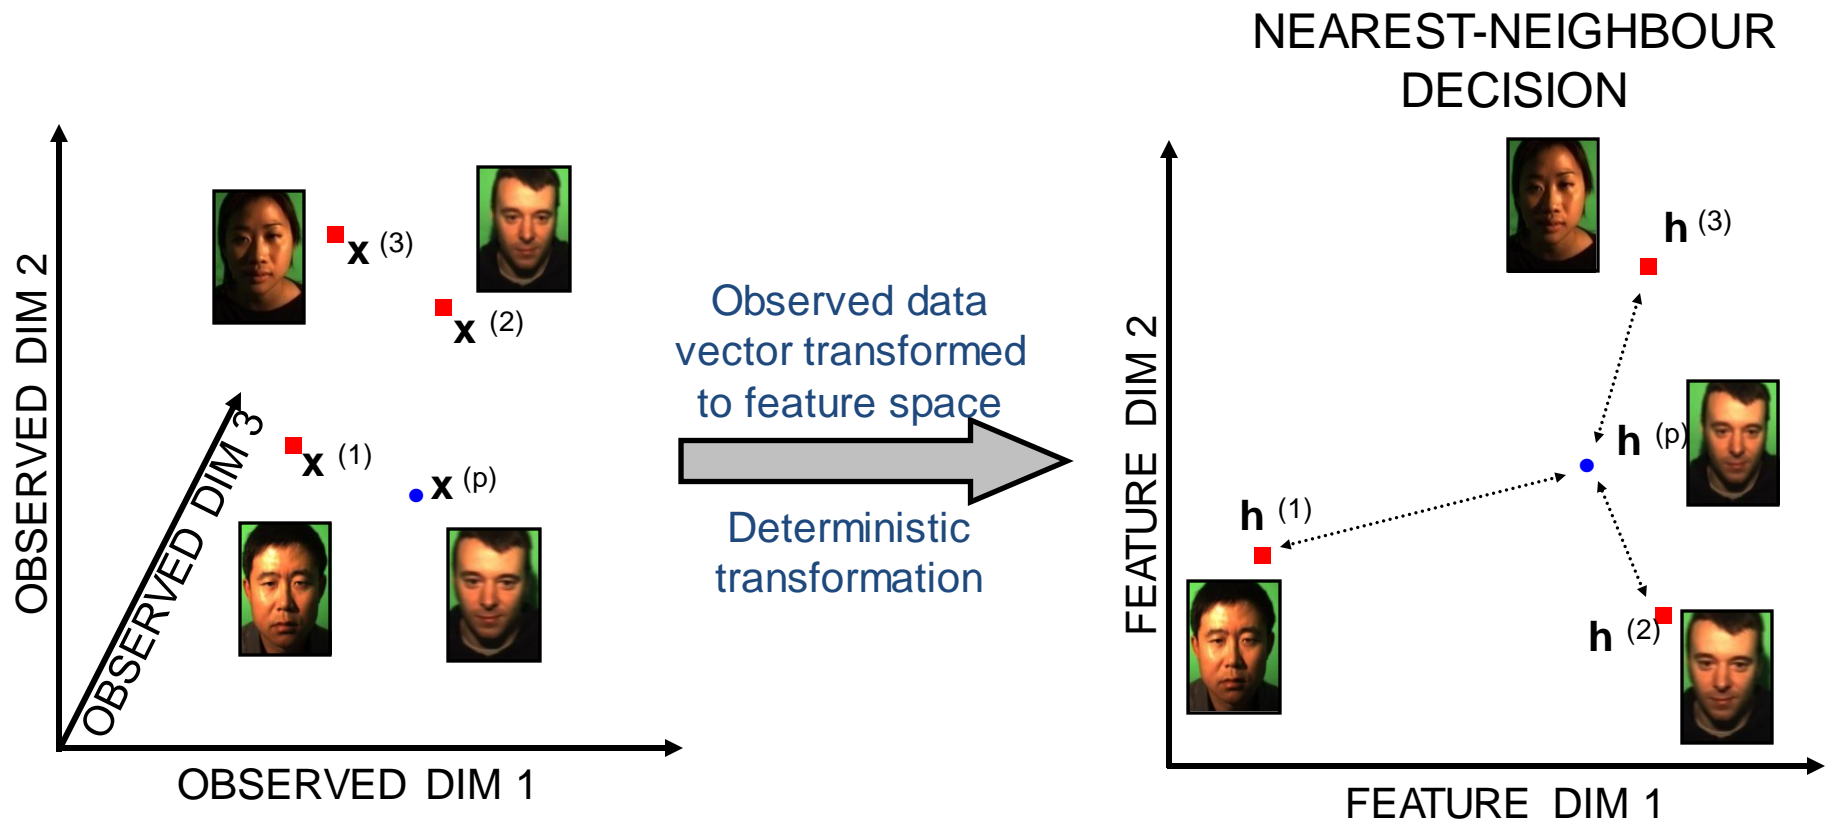 NEAREST-NEIGHBOUR
DECISION
OBSERVED DIM 2
x (3)
x (2)
OBSERVED DIM 3
x (1)
x (p)
OBSERVED DIM 1
Observed data
vector transformed
to feature space
Deterministic
transformation
FEATURE DIM 2
h (3)
h (p)
h (1)
h (2)
FEATURE DIM 1